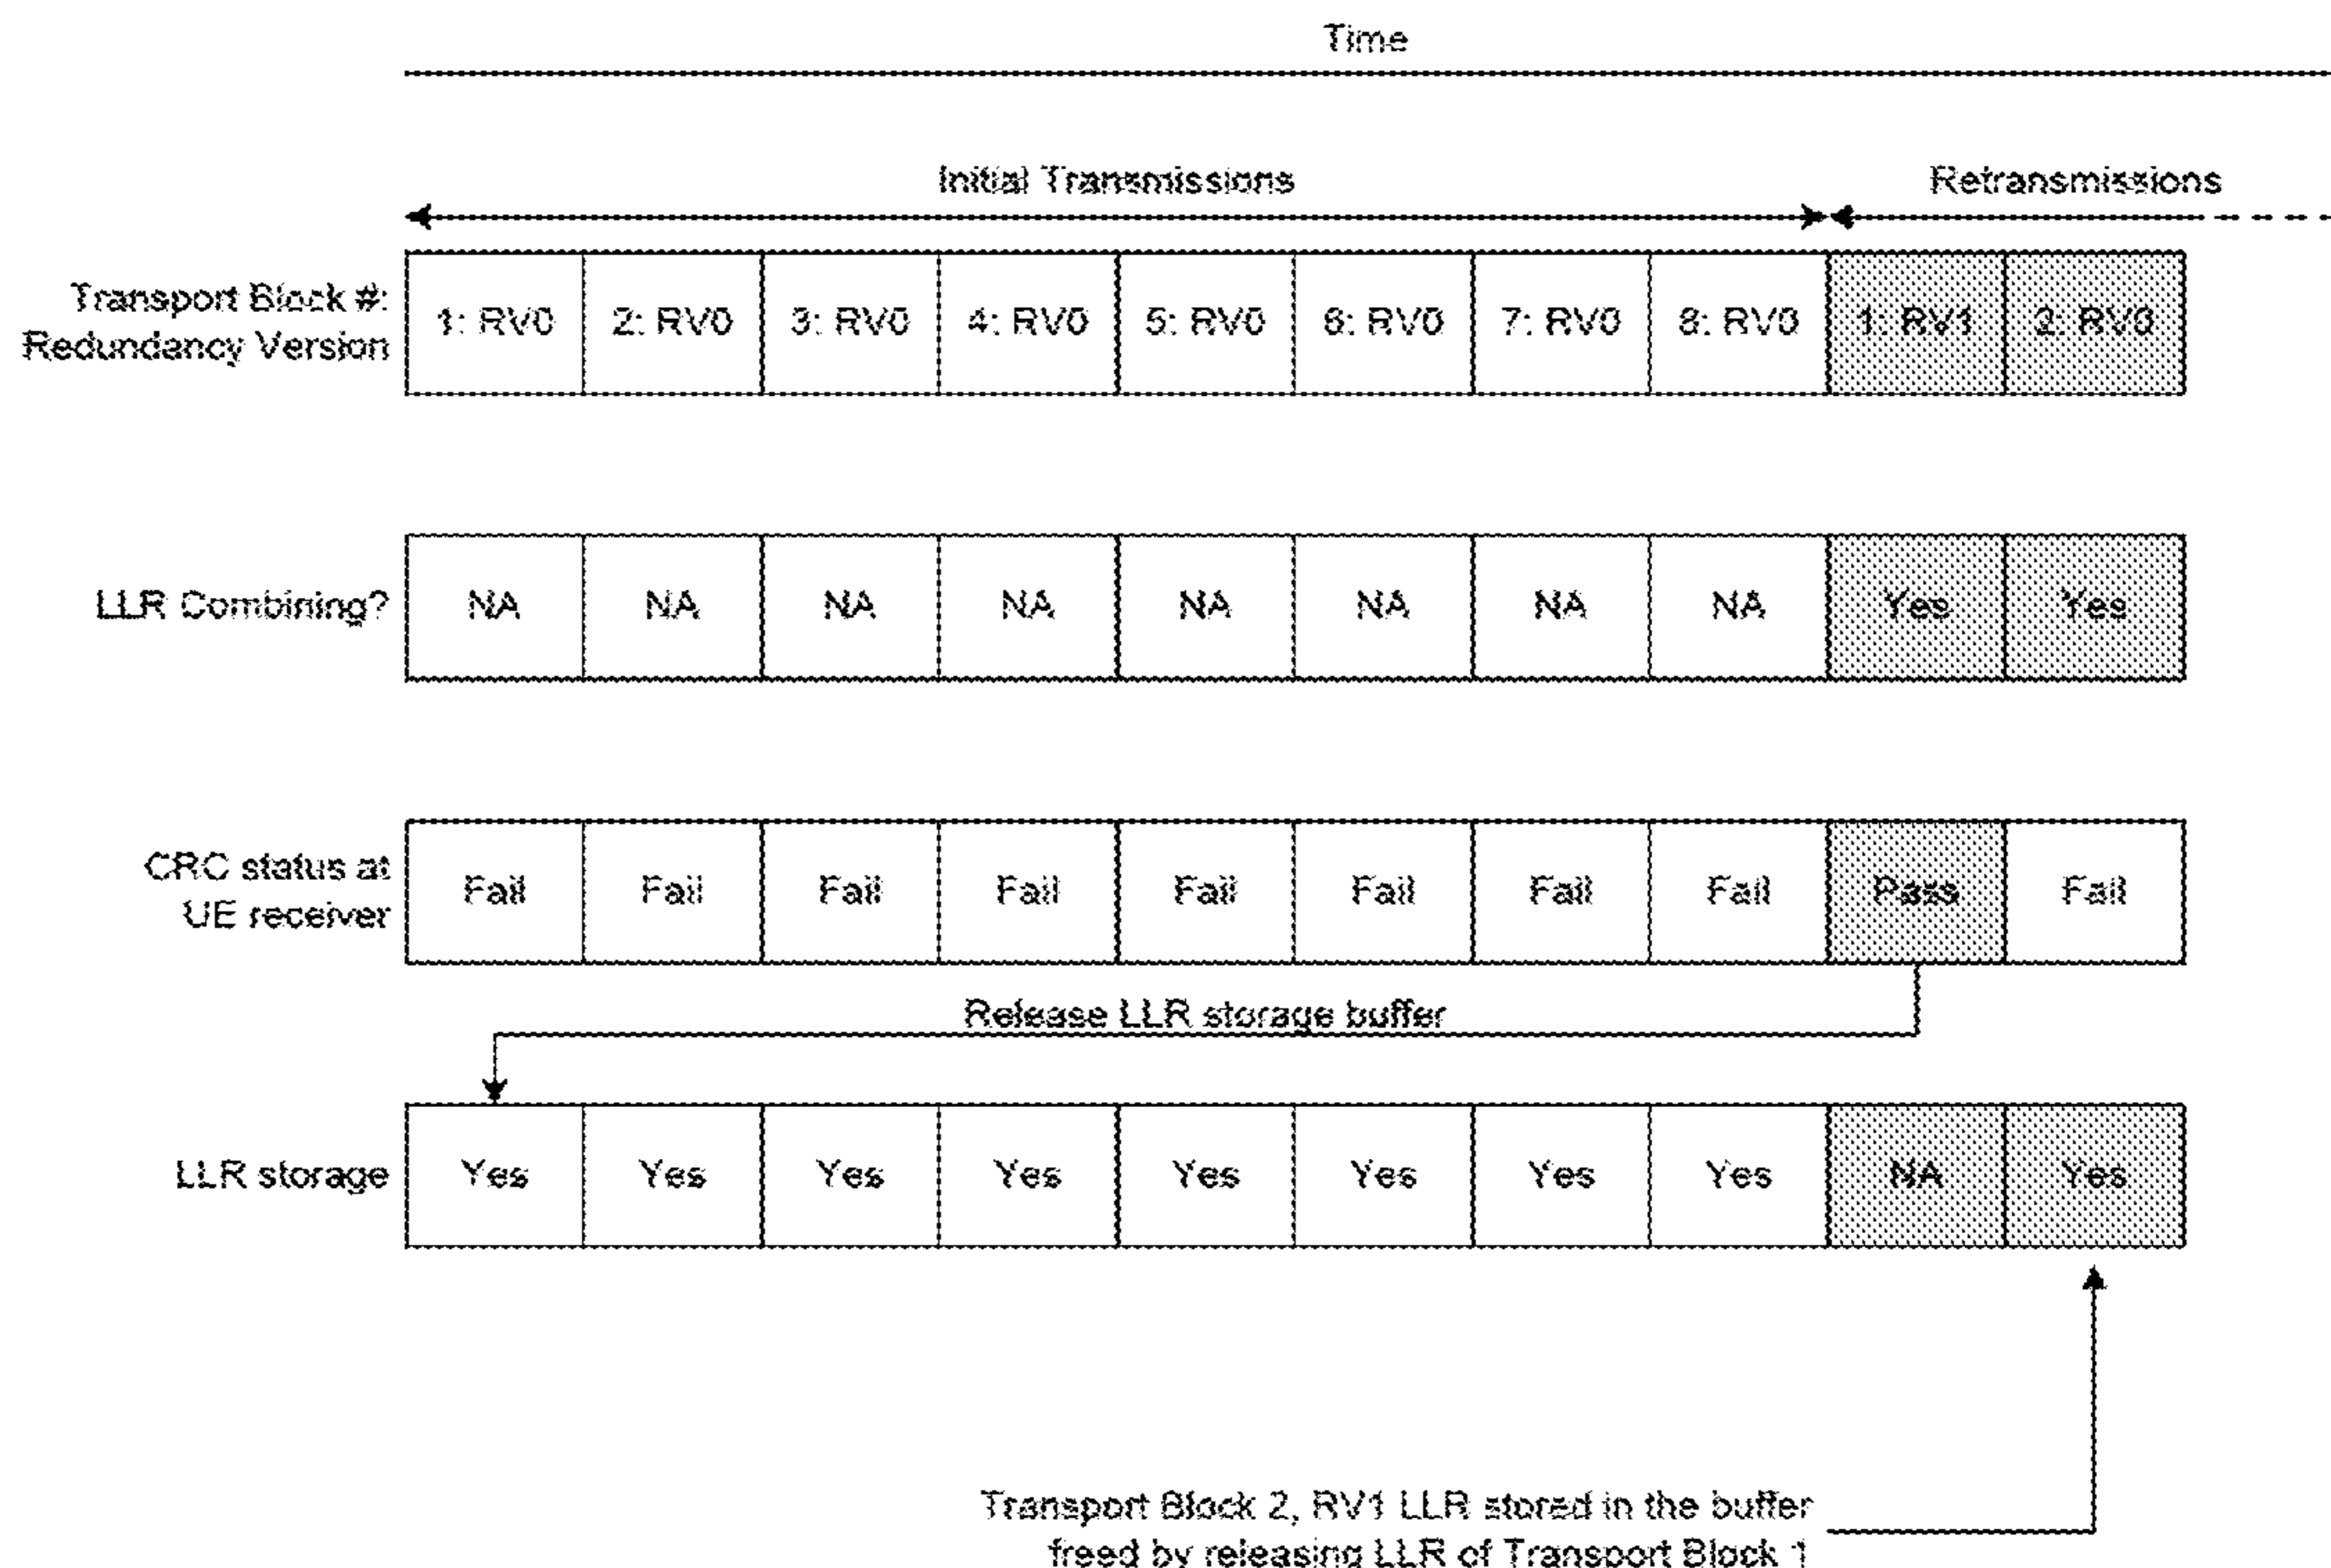 Time
Initial Transmissions
Retransmissions
Transport Block #:
Redundancy Version
1: RV0 2: RV0 3: RV0 4: RV0 5: RV0 6: RV0 7: RV0 8: RV0 1: RV1 2: RV0
LLR Combining? NA NA NA NA NA NA NA NA Yes Yes
CRC status at
UE receiver
Fail Fail Fail Fail Fail Fail Fail Fail Pass Fail
Release LLR storage buffer
LLR storage Yes Yes Yes Yes Yes Yes Yes Yes NA Yes
Transport Block 2, RV1 LLR stored in the buffer
freed by releasing LLR of Transport Block 1